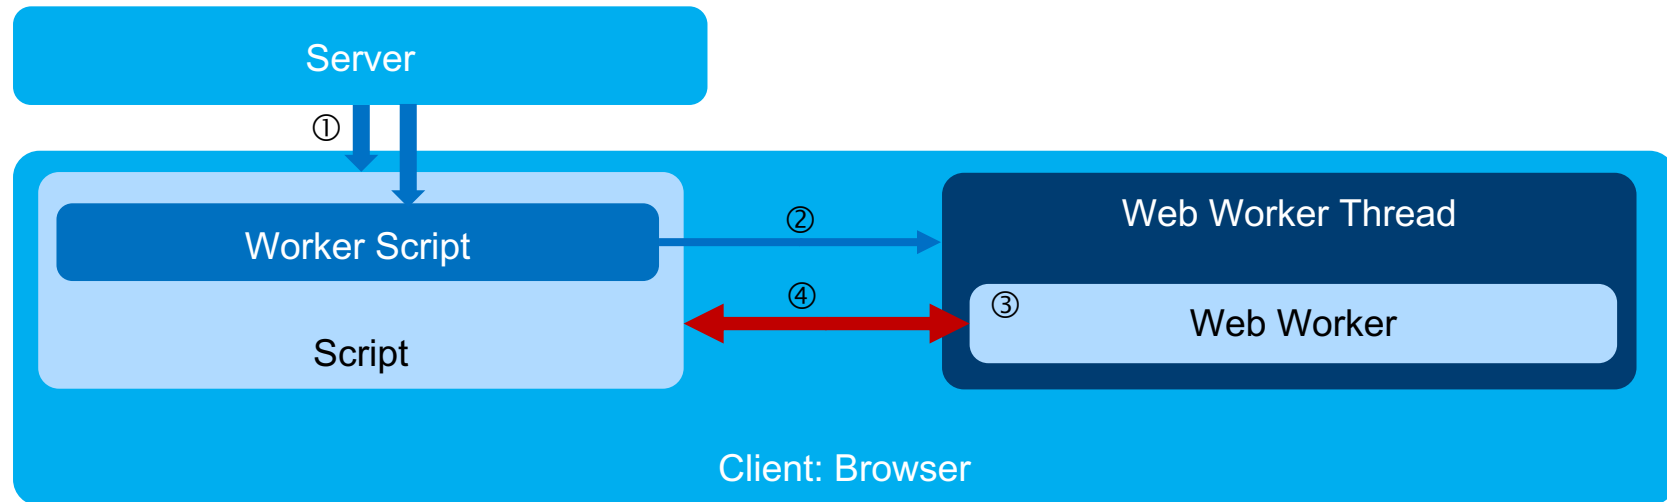 Server
①
Worker Script
②
Web Worker Thread
④
③
Web Worker
Script
Client: Browser